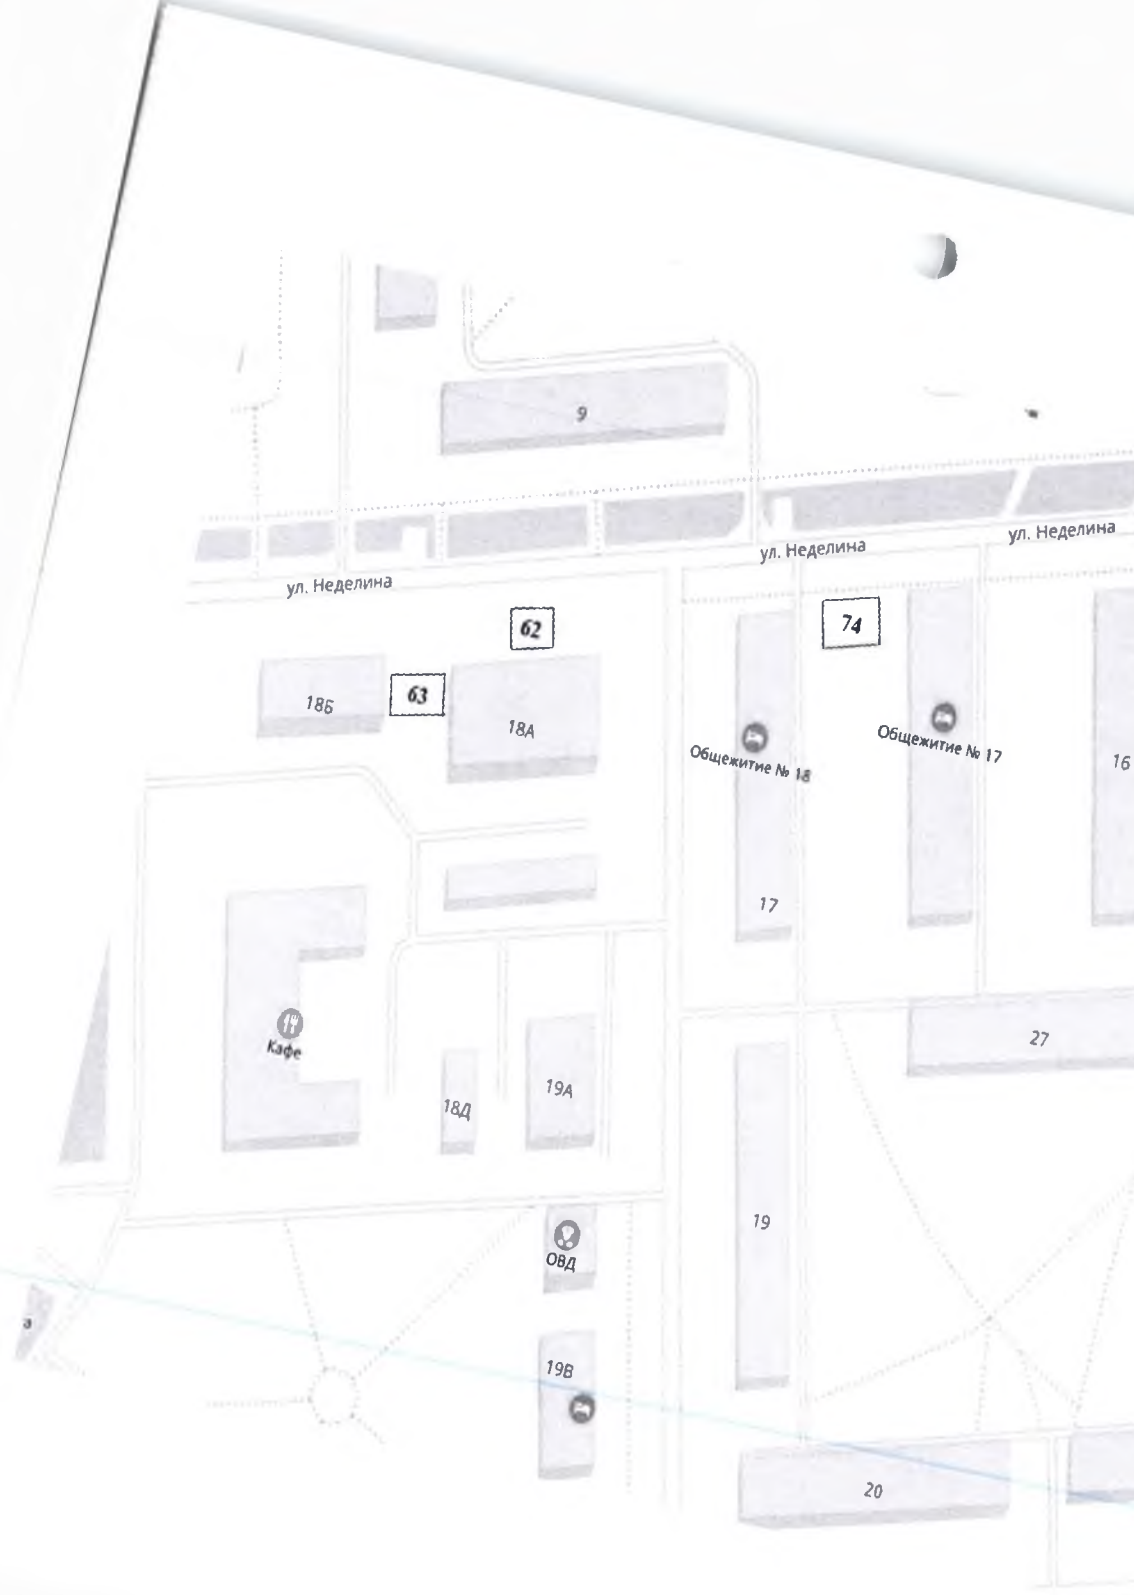 9
ул. Неделина
ул. Неделина
ул. Неделина
62
74
63
18Б
18А
Общежитие № 18
Общежитие № 17
16
17
Кафе
18Д
19А
27
19
ОВД
з
19В
20